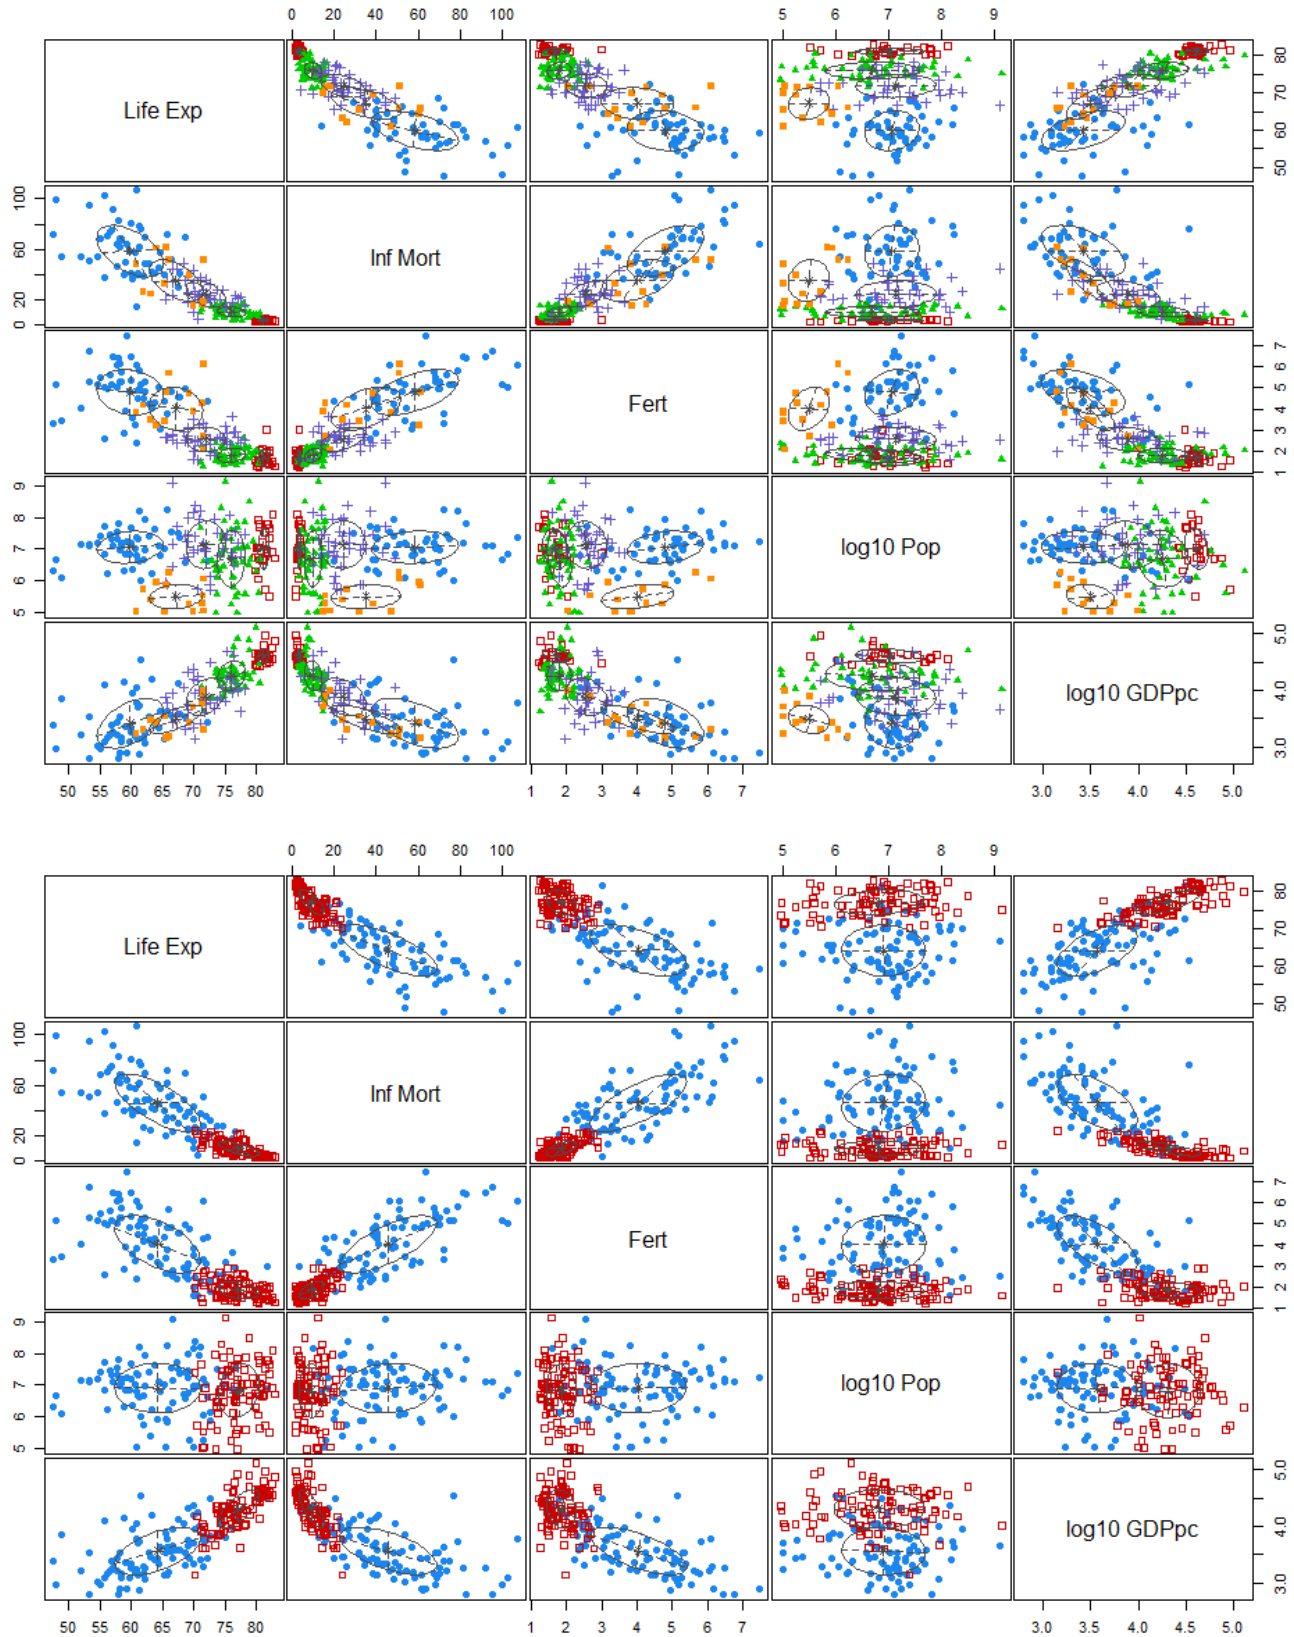 0 20 40 60 80 100 5 6 7 8 9
Life Exp
50 60 70 80
0 20 60 100
Inf Mort
Fert
1 2 3 4 5 6 7
5 6 7 8 9
log10 Pop
log10 GDPpc
3.0 4.0 5.0
50 55 60 65 70 75 80 1 2 3 4 5 6 7 3.0 3.5 4.0 4.5 5.0
0 20 40 60 80 100 5 6 7 8 9
Life Exp
50 60 70 80
0 20 60 100
Inf Mort
Fert
1 2 3 4 5 6 7
5 6 7 8 9
log10 Pop
log10 GDPpc
3.0 4.0 5.0
50 55 60 65 70 75 80 1 2 3 4 5 6 7 3.0 3.5 4.0 4.5 5.0